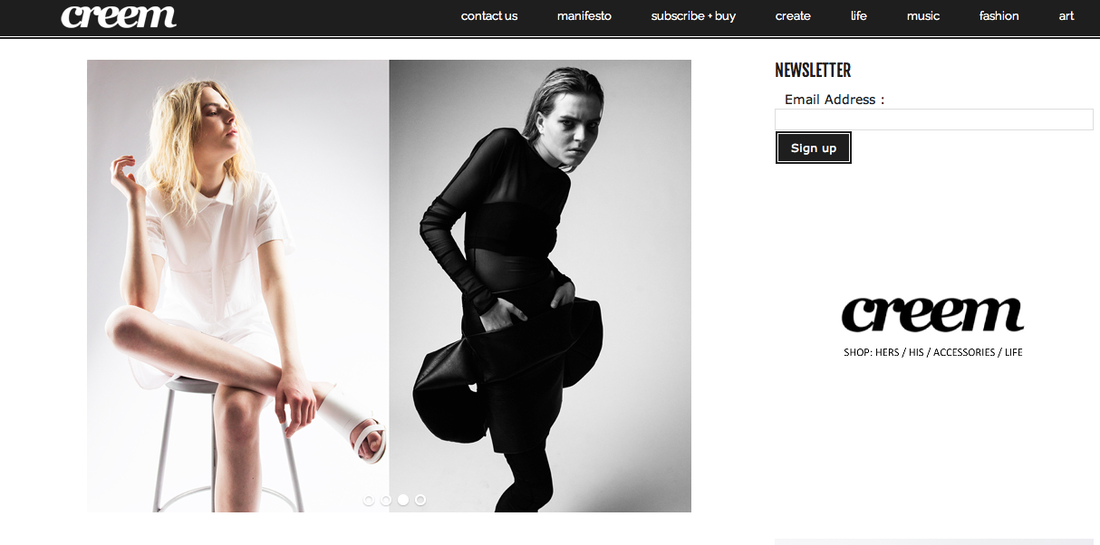 creem
contact us manifesto subscribe + buy create life music fashion art
NEWSLETTER
Email Address :
Sign up
creem
SHOP: HERS / HIS / ACCESSORIES / LIFE